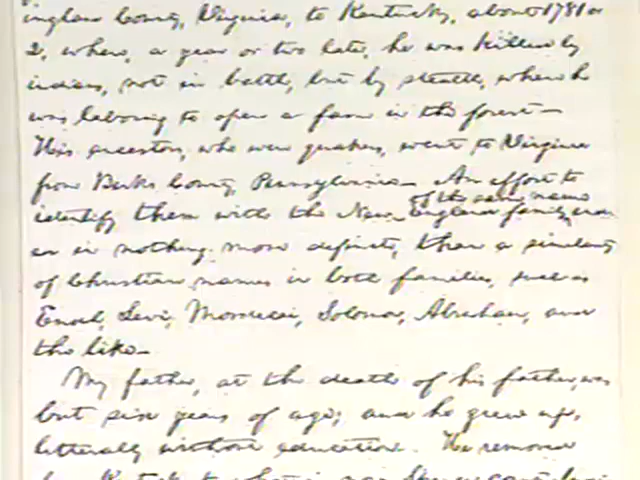 ingham County, Virginia, to Kentucky, about 1781 or
2, where, a year or two later, he was killed by
indians, not in battle, but by stealth, when he
was laboring to open a farm in the forest—
His ancestors, who were quakers, went to Virginia
from Berks County, Pennsylvania— An effort to
of the same name
identify them with the New-England family end-
ed in nothing more definite, than a similarity
of Christian names in both families, such as
Enoch, Levi, Mordecai, Solomon, Abraham, and
the like—
My father, at the death of his father, was
but six years of age; and he grew up,
litterally without education. He removed